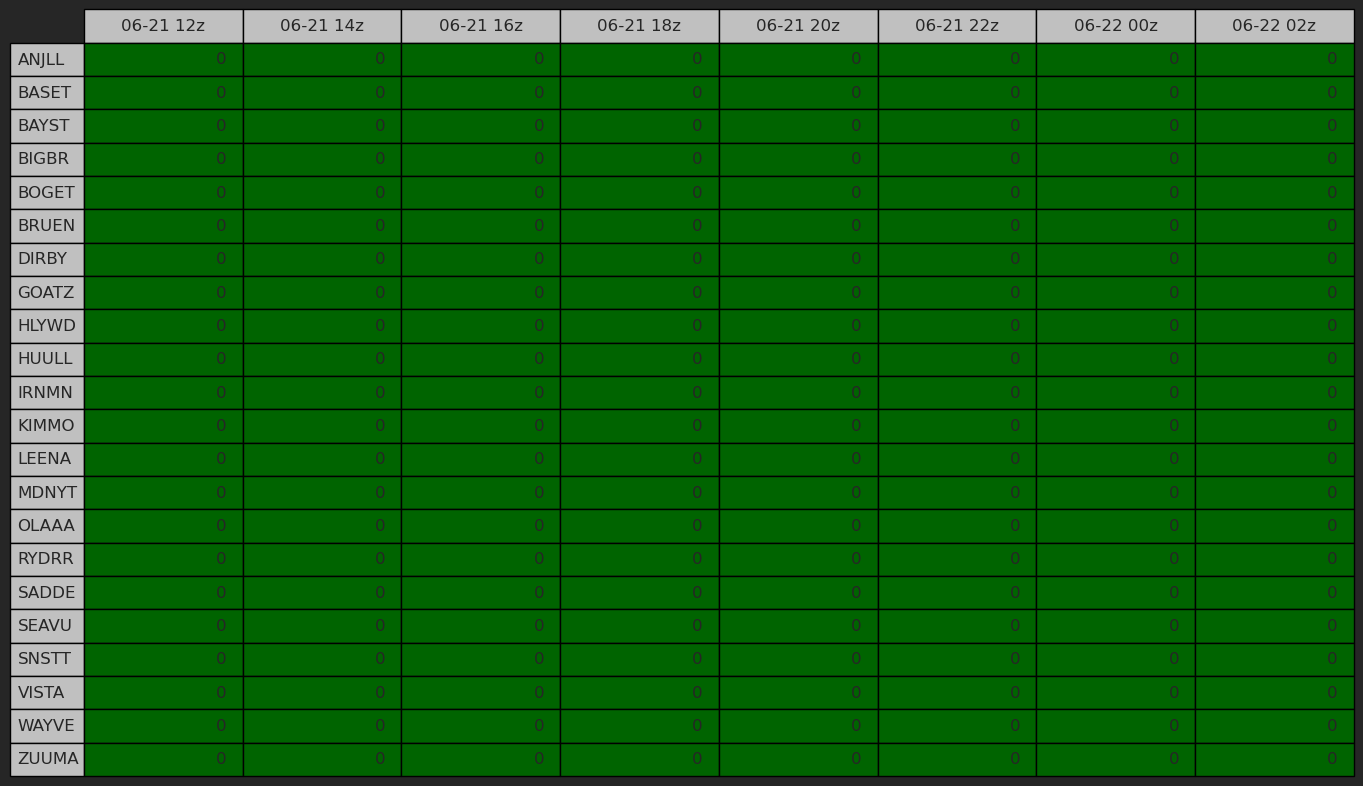 06-21 12z 06-21 14z 06-21 16z 06-21 18z 06-21 20z 06-21 22z 06-22 00z 06-22 02z
ANJLL 0 0 0 0 0 0 0 0
BASET 0 0 0 0 0 0 0 0
BAYST 0 0 0 0 0 0 0 0
BIGBR 0 0 0 0 0 0 0 0
BOGET 0 0 0 0 0 0 0 0
BRUEN 0 0 0 0 0 0 0 0
DIRBY 0 0 0 0 0 0 0 0
GOATZ 0 0 0 0 0 0 0 0
HLYWD 0 0 0 0 0 0 0 0
HUULL 0 0 0 0 0 0 0 0
IRNMN 0 0 0 0 0 0 0 0
KIMMO 0 0 0 0 0 0 0 0
LEENA 0 0 0 0 0 0 0 0
MDNYT 0 0 0 0 0 0 0 0
OLAAA 0 0 0 0 0 0 0 0
RYDRR 0 0 0 0 0 0 0 0
SADDE 0 0 0 0 0 0 0 0
SEAVU 0 0 0 0 0 0 0 0
SNSTT 0 0 0 0 0 0 0 0
VISTA 0 0 0 0 0 0 0 0
WAYVE 0 0 0 0 0 0 0 0
ZUUMA 0 0 0 0 0 0 0 0